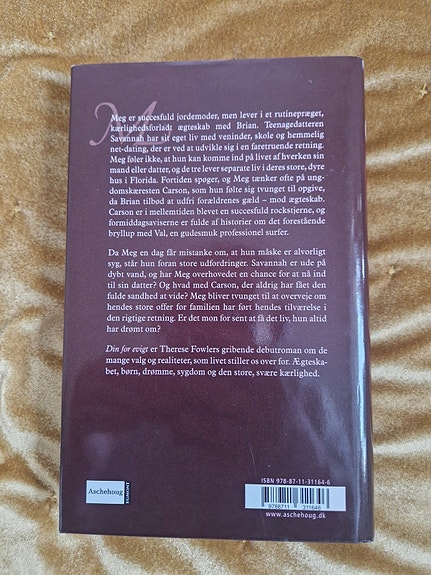 M
Meg er succesfuld jordemoder, men lever i et rutinepræget,
kærlighedsforladt ægteskab med Brian. Teenagedatteren
Savannah har sit eget liv med veninder, skole og hemmelig
net-dating, der er ved at udvikle sig i en faretruende retning.
Meg føler ikke, at hun kan komme ind på livet af hverken sin
mand eller datter, og de tre lever separate liv i deres store, dyre
hus i Florida. Fortiden spøger, og Meg tænker ofte på ung-
domskæresten Carson, som hun følte sig tvunget til opgive,
da Brian tilbød at udfri forældrenes gæld – mod ægteskab.
Carson er i mellemtiden blevet en succesfuld rockstjerne, og
formiddagsaviserne er fulde af historier om det forestående
bryllup med Val, en gudesmuk professionel surfer.
Da Meg en dag får mistanke om, at hun måske er alvorligt
syg, står hun foran store udfordringer. Savannah er ude på
dybt vand, og har Meg overhovedet en chance for at nå ind
til sin datter? Og hvad med Carson, der aldrig har fået den
fulde sandhed at vide? Meg bliver tvunget til at overveje om
hendes store offer for familien har ført hendes tilværelse i
den rigtige retning. Er det mon for sent at få det liv, hun altid
har drømt om?
Din for evigt er Therese Fowlers gribende debutroman om de
mange valg og realiteter, som livet stiller os over for. Ægteska-
bet, børn, drømme, sygdom og den store, svære kærlighed.
Aschehoug
EGMONT
ISBN 978-87-11-31164-6
9788711 311646
www.aschehoug.dk